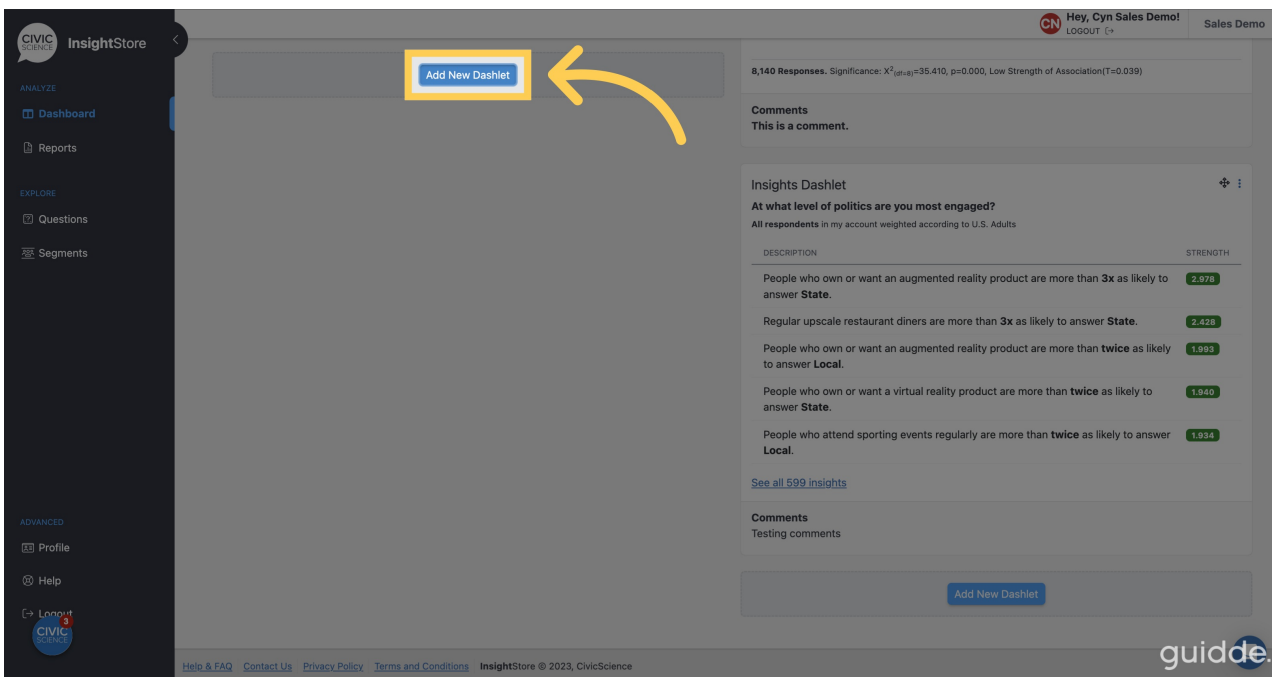 CIVIC
SCIENCE
InsightStore
ANALYZE
Dashboard
Reports
EXPLORE
Questions
Segments
ADVANCED
Profile
Help
Logout
3
CIVIC
SCIENCE
CN
Hey, Cyn Sales Demo!
LOGOUT
Sales Demo
Add New Dashlet
8,140 Responses. Significance: X²(df=8)=35.410, p=0.000, Low Strength of Association(T=0.039)
Comments
This is a comment.
Insights Dashlet
At what level of politics are you most engaged?
All respondents in my account weighted according to U.S. Adults
DESCRIPTION STRENGTH
People who own or want an augmented reality product are more than 3x as likely to 2.978
answer State.
Regular upscale restaurant diners are more than 3x as likely to answer State. 2.428
People who own or want an augmented reality product are more than twice as likely 1.993
to answer Local.
People who own or want a virtual reality product are more than twice as likely to 1.940
answer State.
People who attend sporting events regularly are more than twice as likely to answer 1.934
Local.
See all 599 insights
Comments
Testing comments
Add New Dashlet
Help & FAQ Contact Us Privacy Policy Terms and Conditions InsightStore © 2023, CivicScience
guidde.